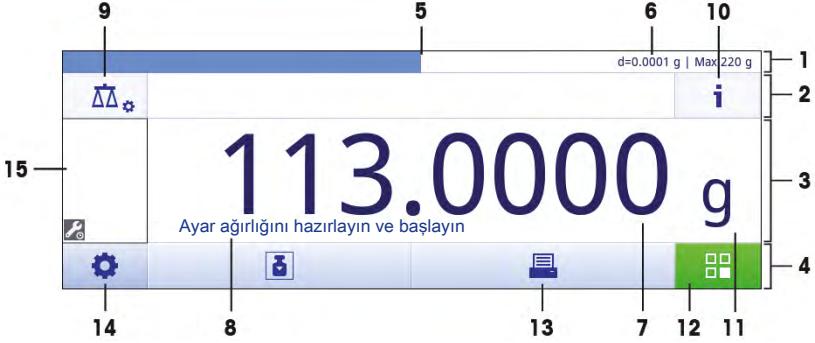 9 5 6 10
d=0.0001 g | Max 220 g 1
i 2
15 113.0000 g 3
Ayar ağırlığını hazırlayın ve başlayın
4
14 8 13 7 12 11